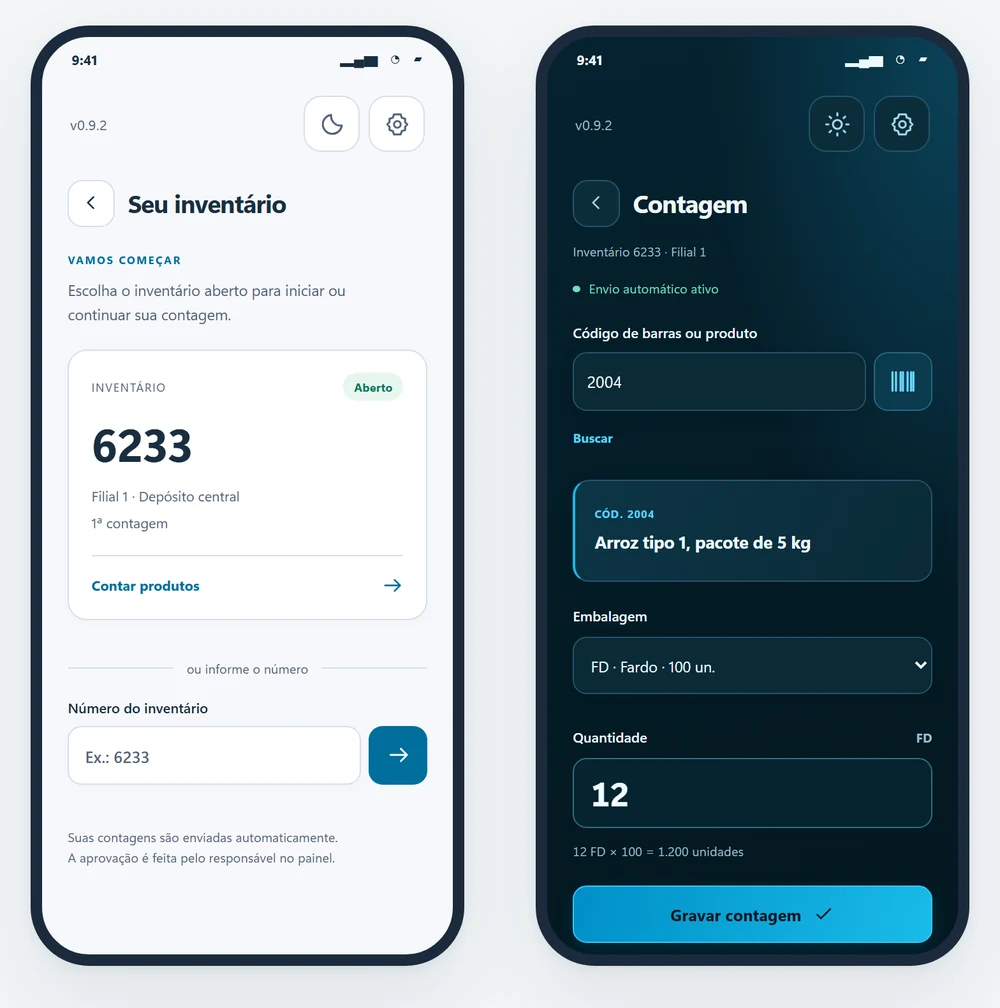 9:41
v0.9.2
Seu inventário
VAMOS COMEÇAR
Escolha o inventário aberto para iniciar ou
continuar sua contagem.
INVENTÁRIO
Aberto
6233
Filial 1 · Depósito central
1ª contagem
Contar produtos
ou informe o número
Número do inventário
Ex.: 6233
Suas contagens são enviadas automaticamente.
A aprovação é feita pelo responsável no painel.
9:41
v0.9.2
Contagem
Inventário 6233 · Filial 1
Envio automático ativo
Código de barras ou produto
2004
Buscar
CÓD. 2004
Arroz tipo 1, pacote de 5 kg
Embalagem
FD · Fardo · 100 un.
Quantidade
FD
12
12 FD × 100 = 1.200 unidades
Gravar contagem